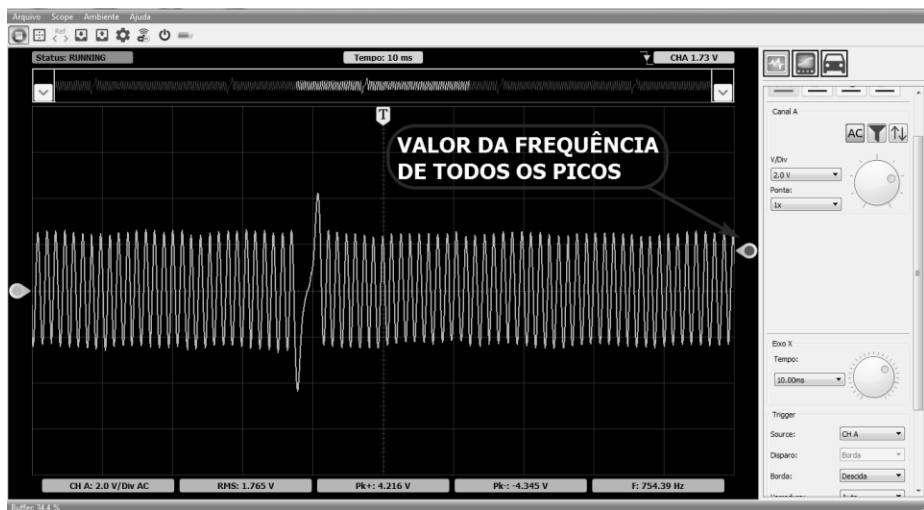 Arquivo Scope Ambiente Ajuda
Ref
Status: RUNNING
Tempo: 10 ms
CHA 1.73 V
T
VALOR DA FREQUÊNCIA
DE TODOS OS PICOS
Canal A
AC
V/Div
2.0 V
Ponta:
1x
Eixo X
Tempo:
10.00ms
Trigger
Source: CH A
Disparo: Borda
Borda: Descida
CH A: 2.0 V/Div AC
RMS: 1.765 V
Pk+: 4.216 V
Pk-: -4.345 V
F: 754.39 Hz
Buffer: 34.4 %